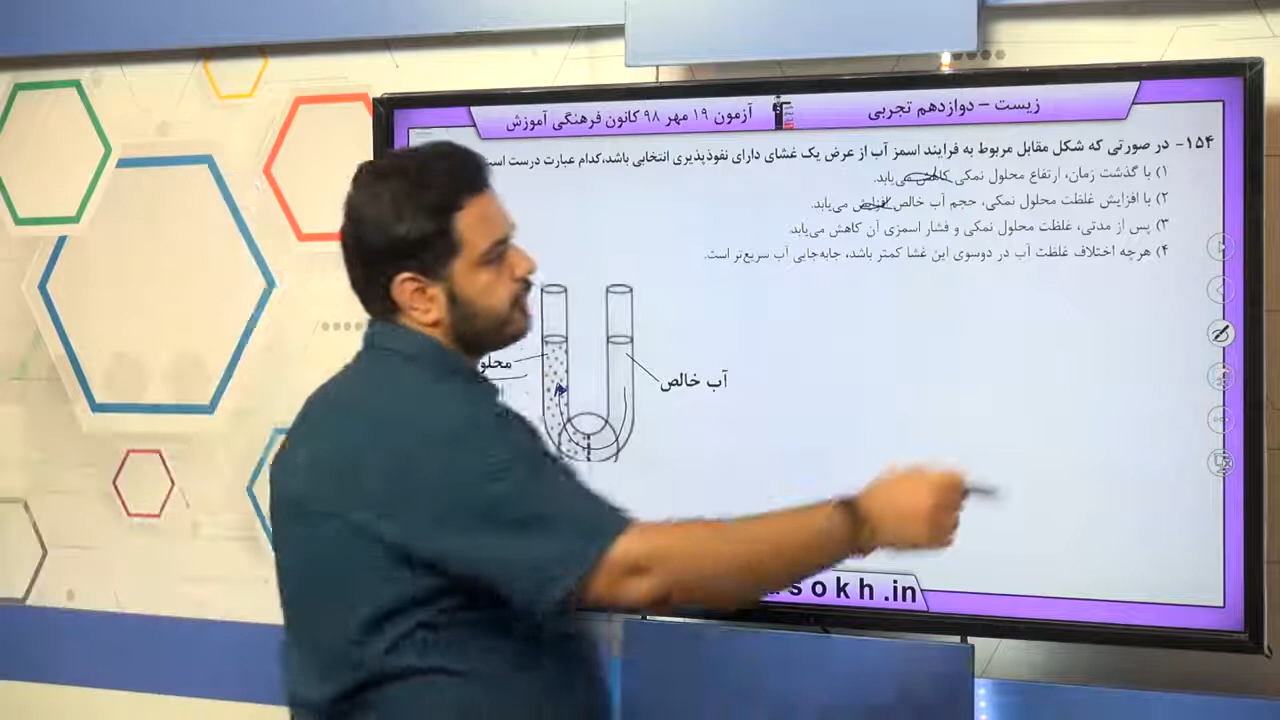 زیست - دوازدهم تجربی
آزمون ۱۹ مهر ۹۸ کانون فرهنگی آموزش
۱۵۴- در صورتی که شکل مقابل مربوط به فرایند اسمز آب از عرض یک غشای دارای نفوذپذیری انتخابی باشد،کدام عبارت درست است
۱) با گذشت زمان، ارتفاع محلول نمکی کاهش می‌یابد.
۲) با افزایش غلظت محلول نمکی، حجم آب خالص افزایش می‌یابد.
۳) پس از مدتی، غلظت محلول نمکی و فشار اسمزی آن کاهش می‌یابد.
۴) هرچه اختلاف غلظت آب در دوسوی این غشا کمتر باشد، جابه‌جایی آب سریع‌تر است.
آب خالص
sokh.in